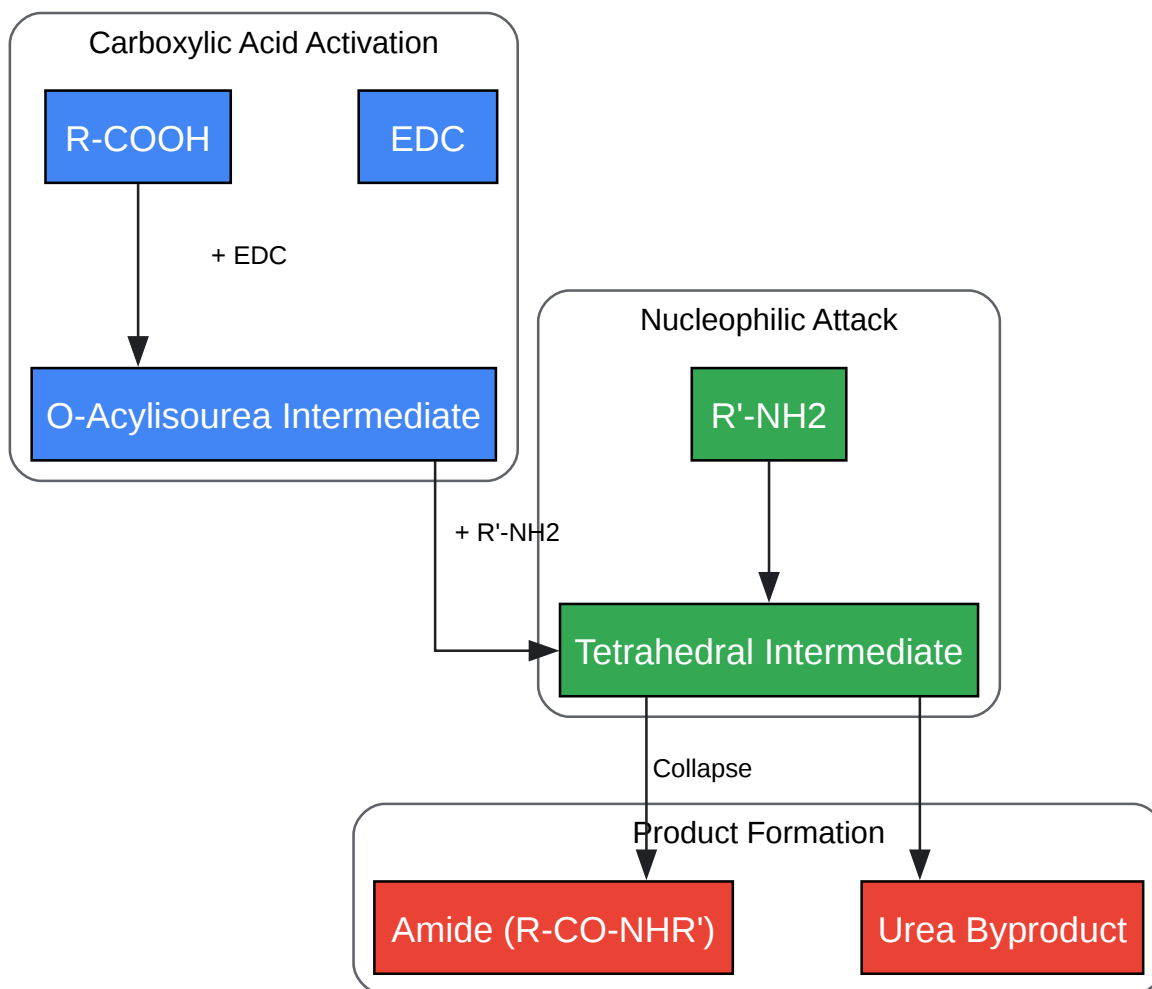 Carboxylic Acid Activation
R-COOH
EDC
+ EDC
O-Acylisourea Intermediate
Nucleophilic Attack
R'-NH2
+ R'-NH2
Tetrahedral Intermediate
Collapse
Product Formation
Amide (R-CO-NHR')
Urea Byproduct